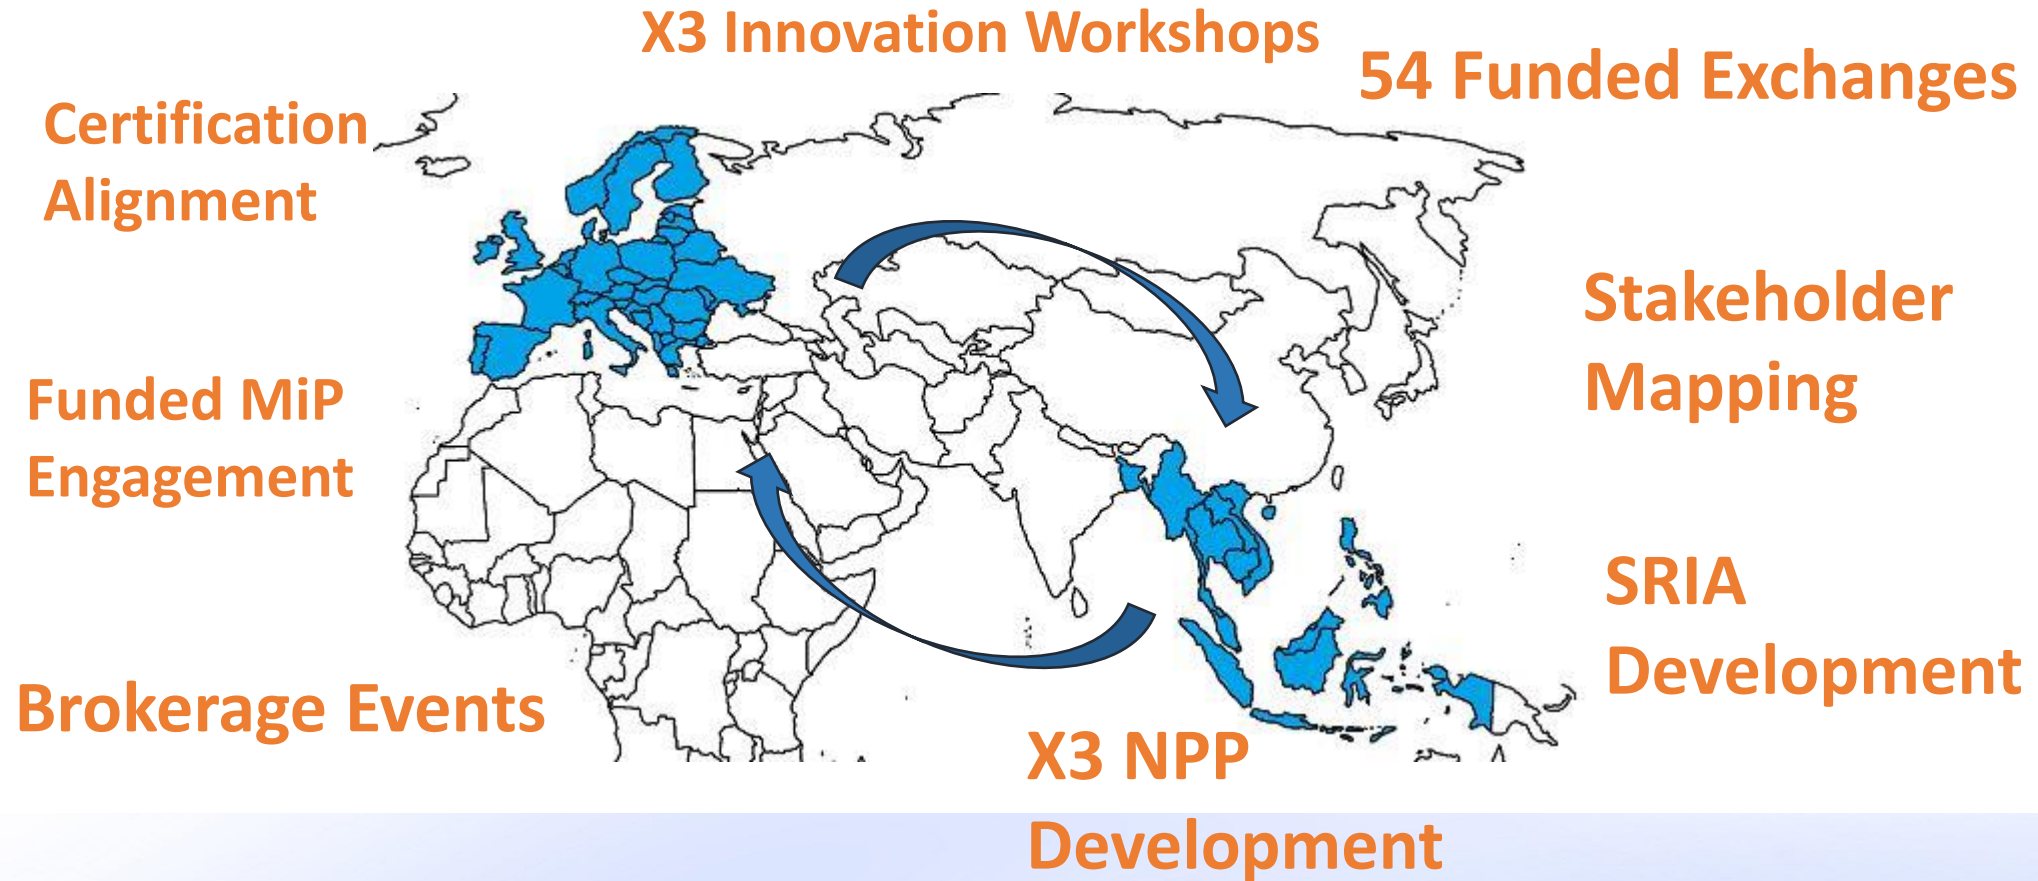 X3 Innovation Workshops
54 Funded Exchanges
Certification
Alignment
Stakeholder
Mapping
Funded MiP
Engagement
SRIA
Development
Brokerage Events
X3 NPP
Development